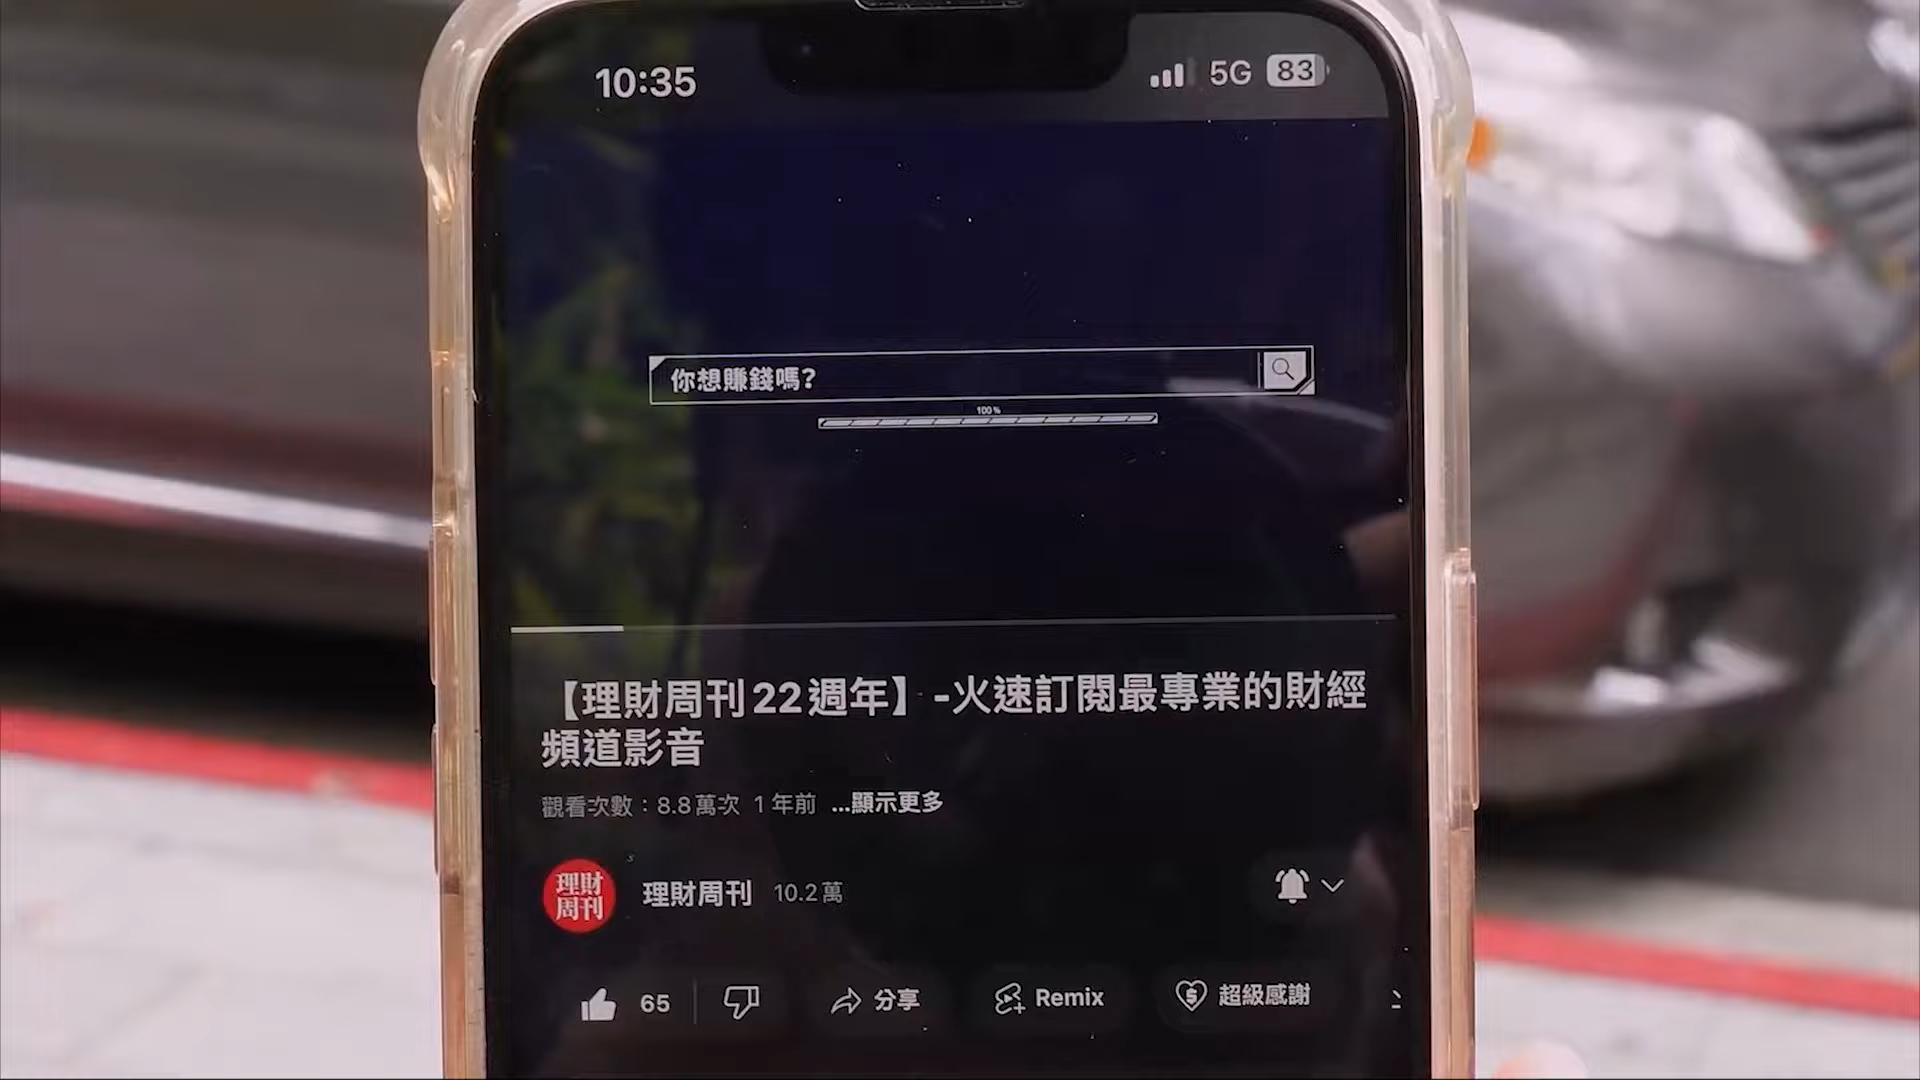 10:35
5G 83
你想賺錢嗎?
100%
【理財周刊22週年】-火速訂閱最專業的財經
頻道影音
觀看次數：8.8萬次 1年前 ...顯示更多
理財
周刊
理財周刊 10.2萬
65 分享 Remix 超級感謝